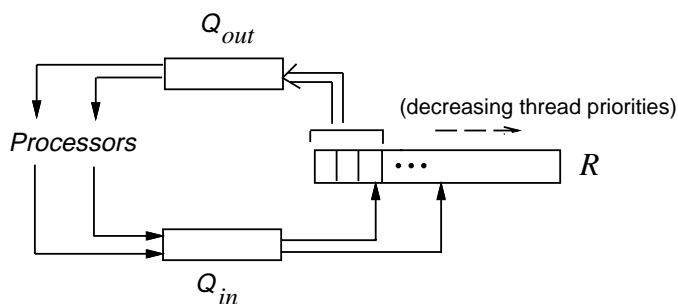 Q_out
(decreasing thread priorities)
Processors
•••
R
Q_in